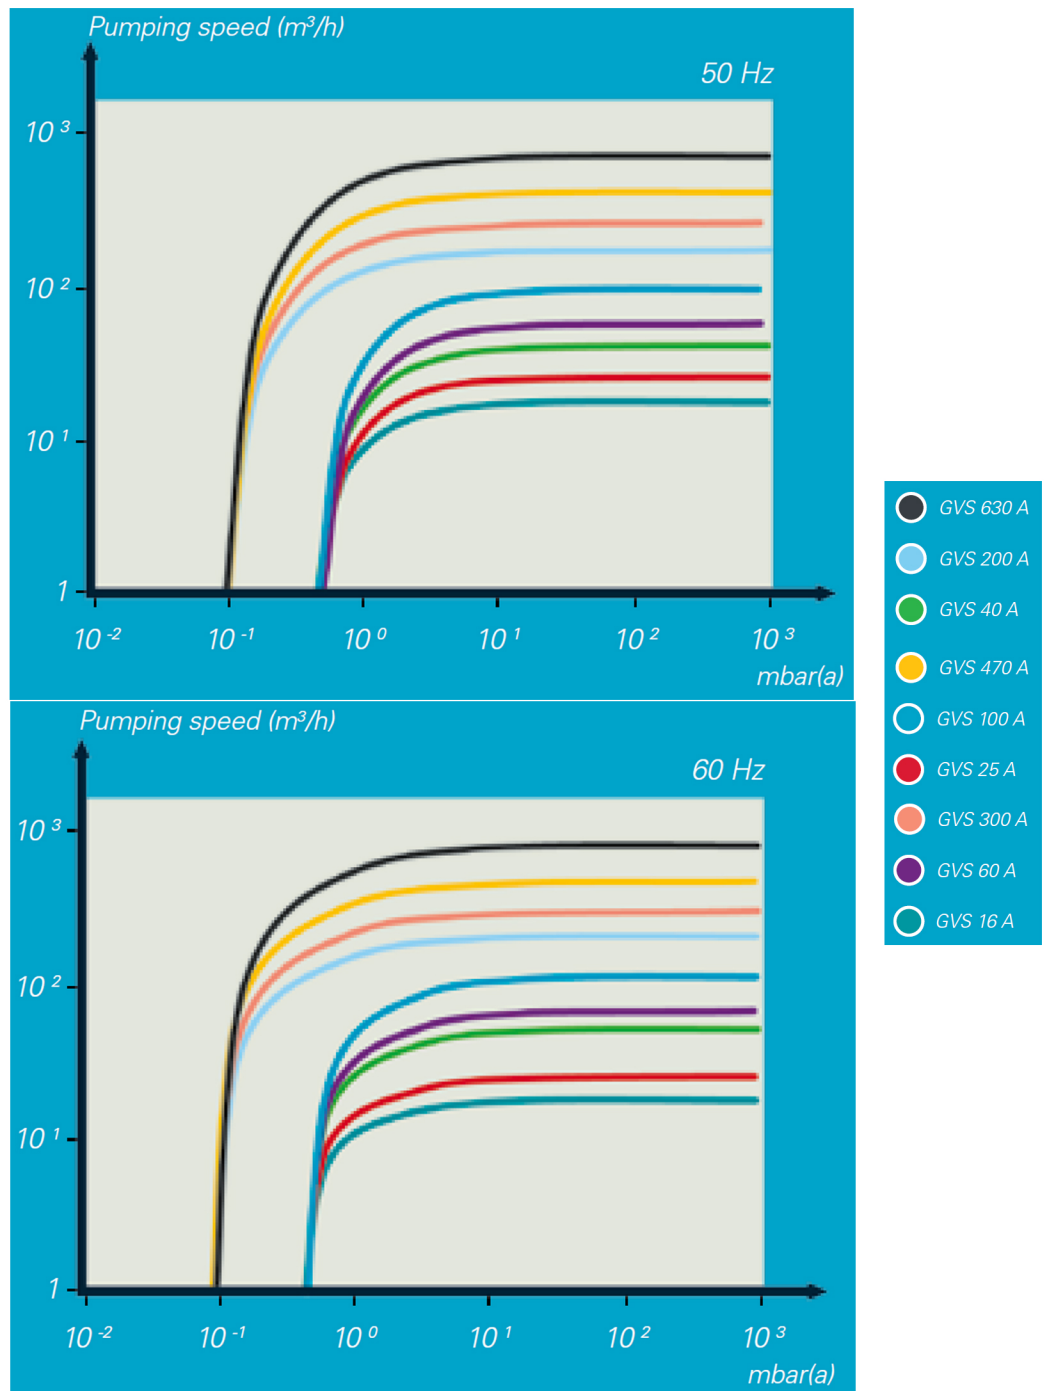 Pumping speed (m³/h)
50 Hz
10³
10²
10¹
1
10⁻² 10⁻¹ 10⁰ 10¹ 10² 10³
mbar(a)
Pumping speed (m³/h)
60 Hz
10³
10²
10¹
1
10⁻² 10⁻¹ 10⁰ 10¹ 10² 10³
mbar(a)
GVS 630 A
GVS 200 A
GVS 40 A
GVS 470 A
GVS 100 A
GVS 25 A
GVS 300 A
GVS 60 A
GVS 16 A